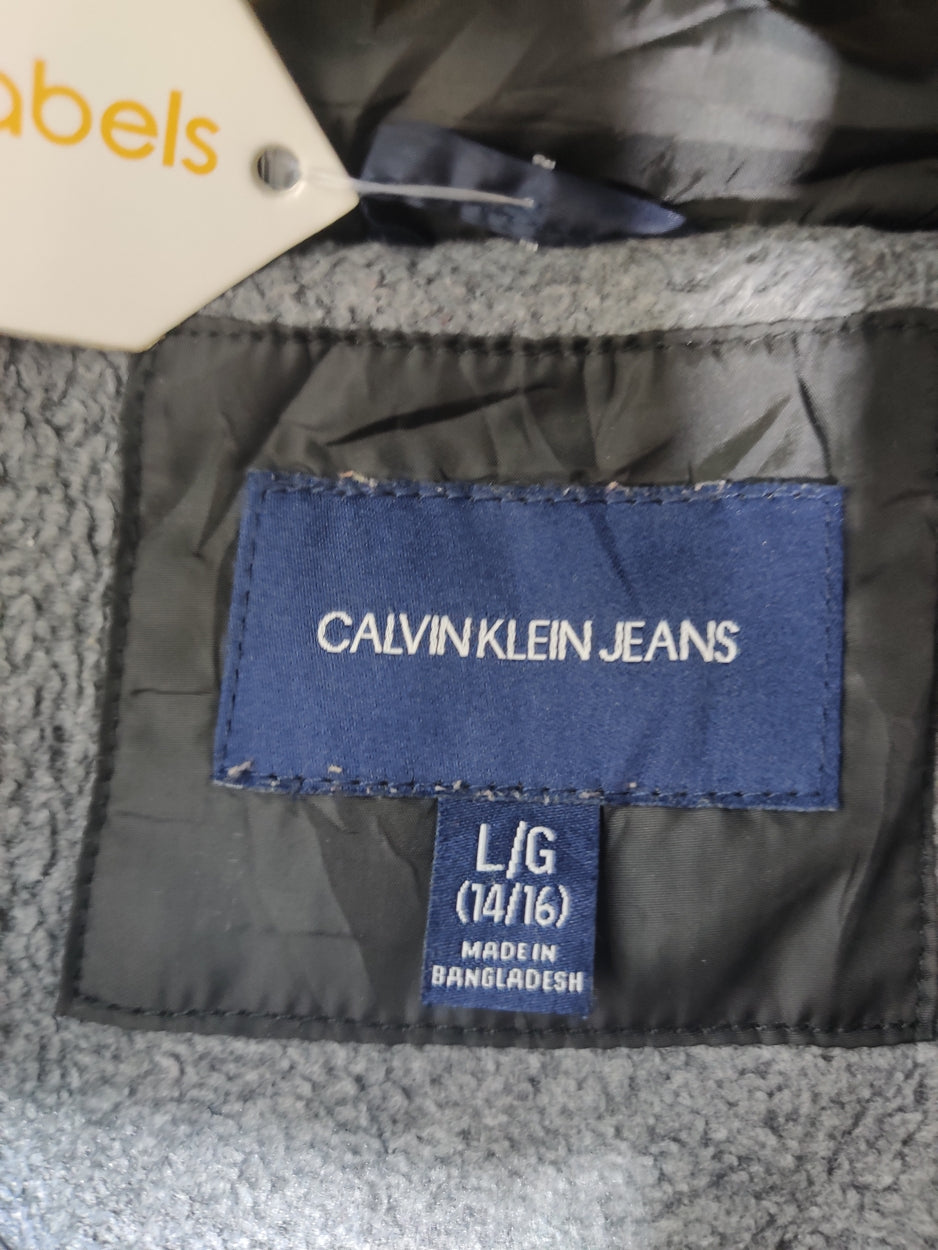 abels
CALVIN KLEIN JEANS
L/G
(14/16)
MADE IN
BANGLADESH